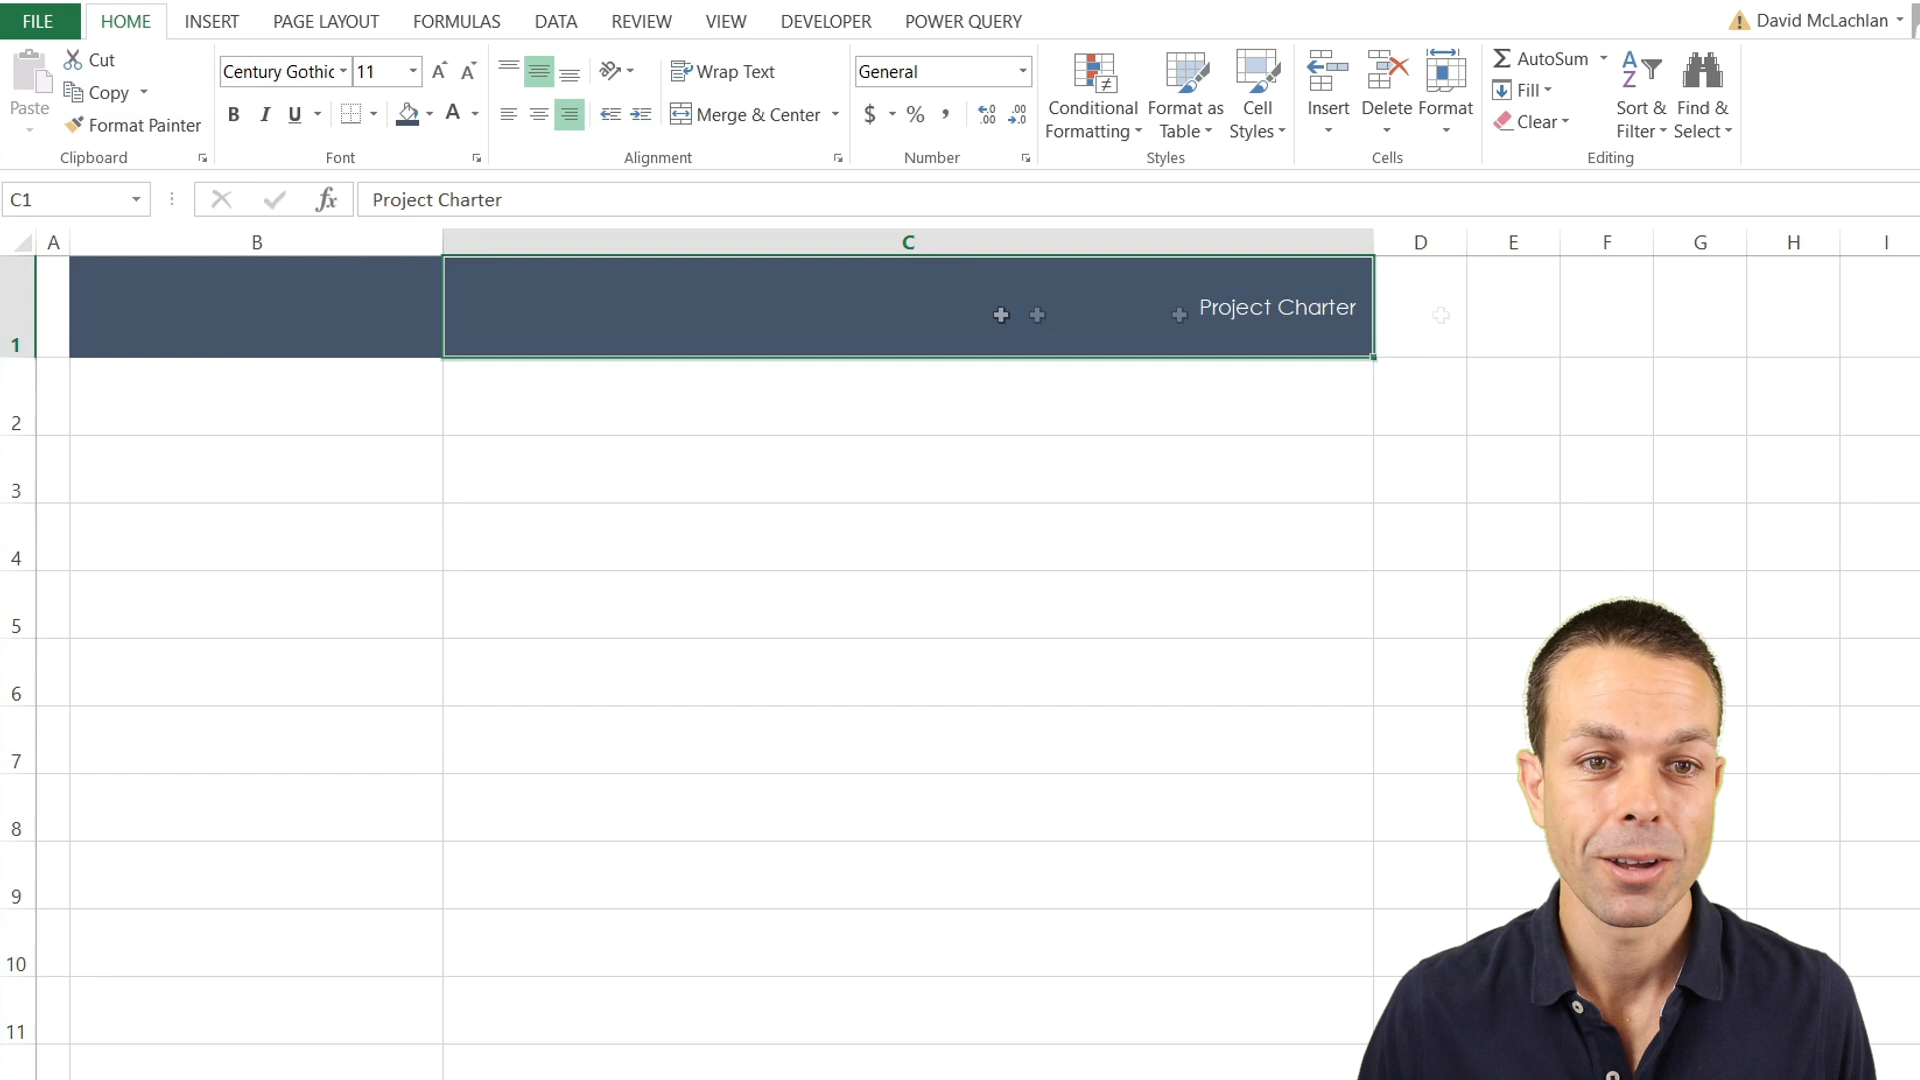 FILE HOME INSERT PAGE LAYOUT FORMULAS DATA REVIEW VIEW DEVELOPER POWER QUERY David McLachlan
Paste
Cut
Copy
Format Painter
Clipboard
Century Gothic 11
B I U A
Font
Wrap Text
Merge & Center
Alignment
General
$ % , .00 .00
Number
Conditional Formatting
Format as Table
Cell Styles
Styles
Insert Delete Format
Cells
AutoSum
Fill
Clear
Sort & Filter
Find & Select
Editing
C1 fx Project Charter
A B C D E F G H I
1 Project Charter
2
3
4
5
6
7
8
9
10
11